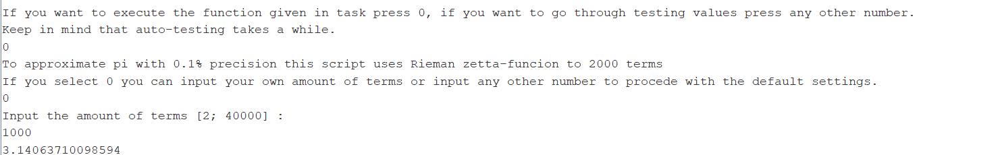 If you want to execute the function given in task press 0, if you want to go through testing values press any other number.
Keep in mind that auto-testing takes a while.
0
To approximate pi with 0.1% precision this script uses Rieman zetta-funcion to 2000 terms
If you select 0 you can input your own amount of terms or input any other number to procede with the default settings.
0
Input the amount of terms [2; 40000] :
1000
3.14063710098594